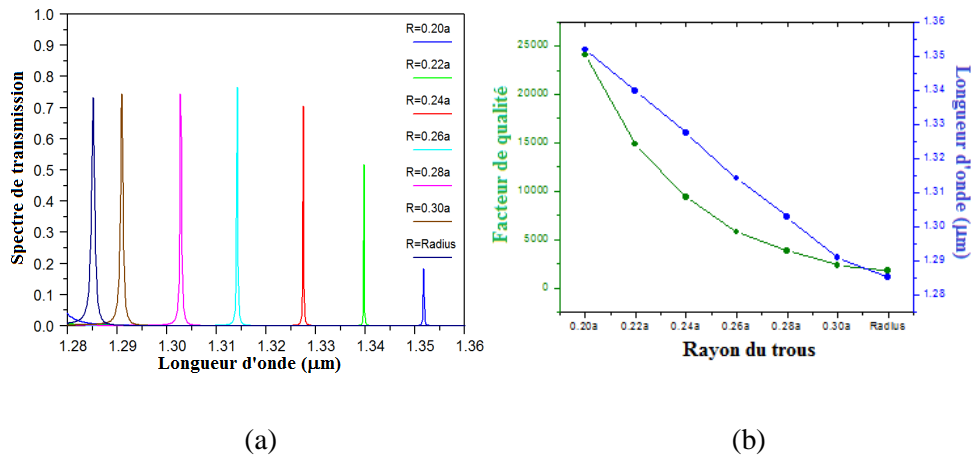 1.0
0.9
0.8
0.7
0.6
0.5
0.4
0.3
0.2
0.1
0.0
Spectre de transmission
R=0.20a
R=0.22a
R=0.24a
R=0.26a
R=0.28a
R=0.30a
R=Radius
1.28 1.29 1.30 1.31 1.32 1.33 1.34 1.35 1.36
Longueur d'onde (μm)
(a)
25000
20000
15000
10000
5000
0
Facteur de qualité
1.36
1.35
1.34
1.33
1.32
1.31
1.30
1.29
1.28
Longueur d'onde (μm)
0.20a 0.22a 0.24a 0.26a 0.28a 0.30a Radius
Rayon du trous
(b)